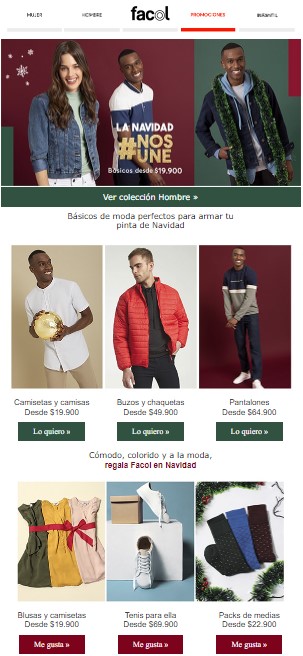 MUJER HOMBRE facol PROMOCIONES INFANTIL
LA NAVIDAD
#NOS
UNE
Básicos desde $19.900
Ver colección Hombre »
Básicos de moda perfectos para armar tu
pinta de Navidad
Camisetas y camisas
Desde $19.900
Lo quiero »
Buzos y chaquetas
Desde $49.900
Lo quiero »
Pantalones
Desde $64.900
Lo quiero »
Cómodo, colorido y a la moda,
regala Facol en Navidad
Blusas y camisetas
Desde $19.900
Me gusta »
Tenis para ella
Desde $69.900
Me gusta »
Packs de medias
Desde $22.900
Me gusta »